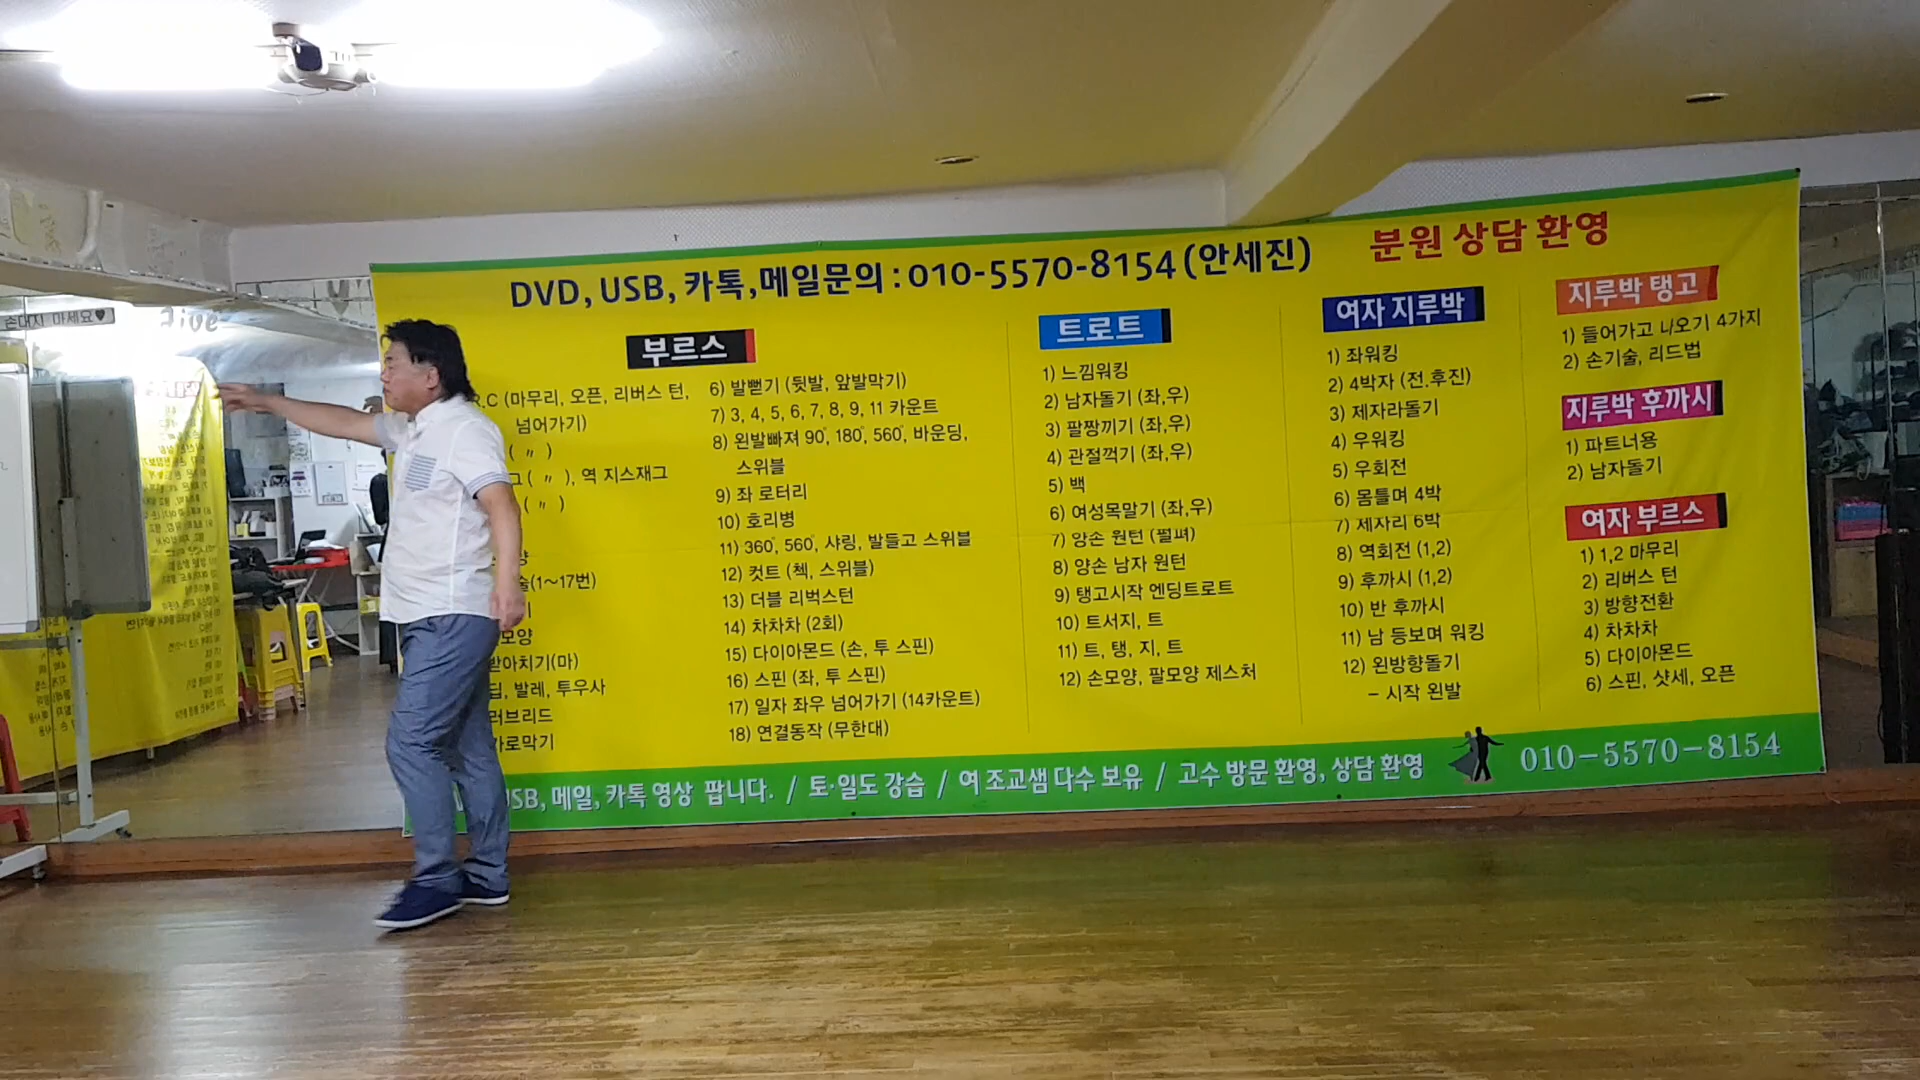 손대지 마세요♥
DVD, USB, 카톡,메일문의 : 010-5570-8154 (안세진)
분원 상담 환영
부르스
R.C (마무리, 오픈, 리버스 턴,
넘어가기)
( 〃 )
그 ( 〃 ), 역 지스재그
( 〃 )
양
술(1~17번)
기
모양
받아치기(마)
딥, 발레, 투우사
러브리드
가로막기
6) 발뻗기 (뒷발, 앞발막기)
7) 3, 4, 5, 6, 7, 8, 9, 11 카운트
8) 왼발빠져 90°, 180°, 560°, 바운딩,
스위블
9) 좌 로터리
10) 호리병
11) 360°, 560°, 샤링, 발들고 스위블
12) 컷트 (첵, 스위블)
13) 더블 리벅스턴
14) 차차차 (2회)
15) 다이아몬드 (손, 투 스핀)
16) 스핀 (좌, 투 스핀)
17) 일자 좌우 넘어가기 (14카운트)
18) 연결동작 (무한대)
트로트
1) 느낌워킹
2) 남자돌기 (좌,우)
3) 팔짱끼기 (좌,우)
4) 관절꺽기 (좌,우)
5) 백
6) 여성목말기 (좌,우)
7) 양손 원턴 (펄펴)
8) 양손 남자 원턴
9) 탱고시작 엔딩트로트
10) 트서지, 트
11) 트, 탱, 지, 트
12) 손모양, 팔모양 제스처
여자 지루박
1) 좌워킹
2) 4박자 (전.후진)
3) 제자라돌기
4) 우워킹
5) 우회전
6) 몸틀며 4박
7) 제자리 6박
8) 역회전 (1,2)
9) 후까시 (1,2)
10) 반 후까시
11) 남 등보며 워킹
12) 왼방향돌기
- 시작 왼발
지루박 탱고
1) 들어가고 나오기 4가지
2) 손기술, 리드법
지루박 후까시
1) 파트너용
2) 남자돌기
여자 부르스
1) 1,2 마무리
2) 리버스 턴
3) 방향전환
4) 차차차
5) 다이아몬드
6) 스핀, 샷세, 오픈
USB, 메일, 카톡 영상 팝니다. / 토·일도 강습 / 여 조교샘 다수 보유 / 고수 방문 환영, 상담 환영
010-5570-8154